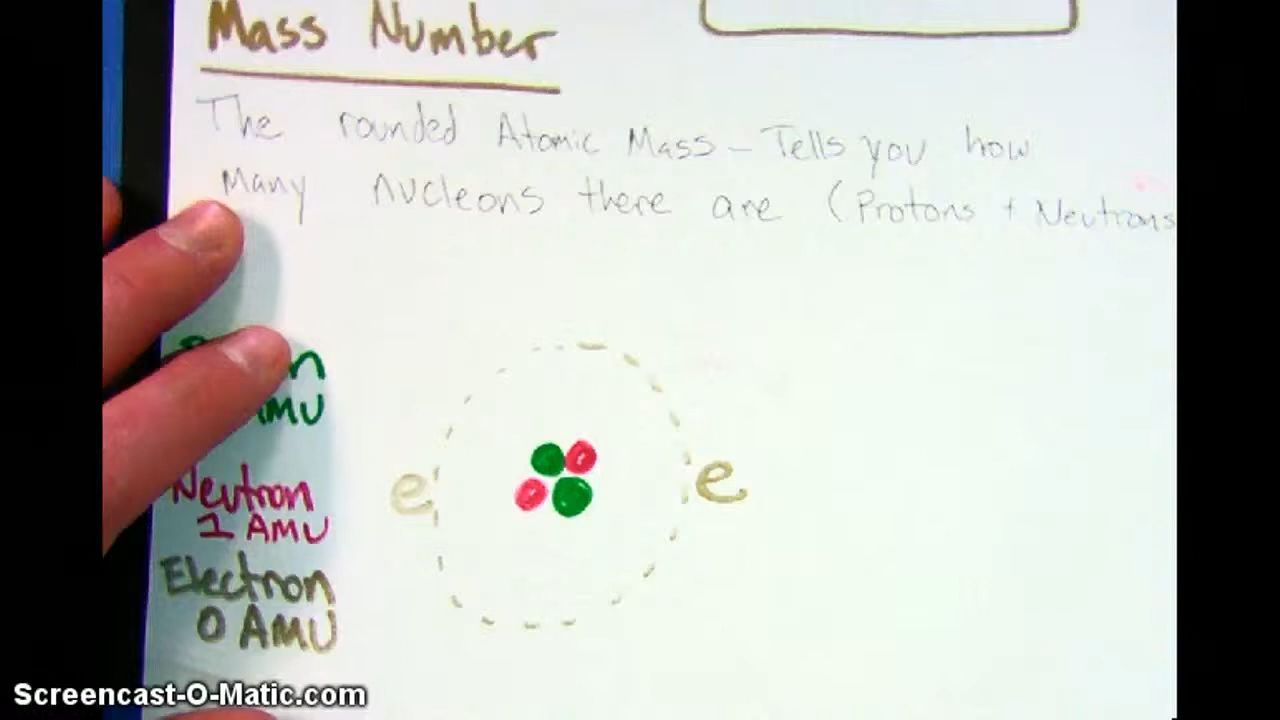 Mass Number
The rounded Atomic Mass - Tells you how
Many nucleons there are (Protons + Neutrons
AMU
Neutron
1 AMU
e
e
Electron
0 AMU
Screencast-O-Matic.com